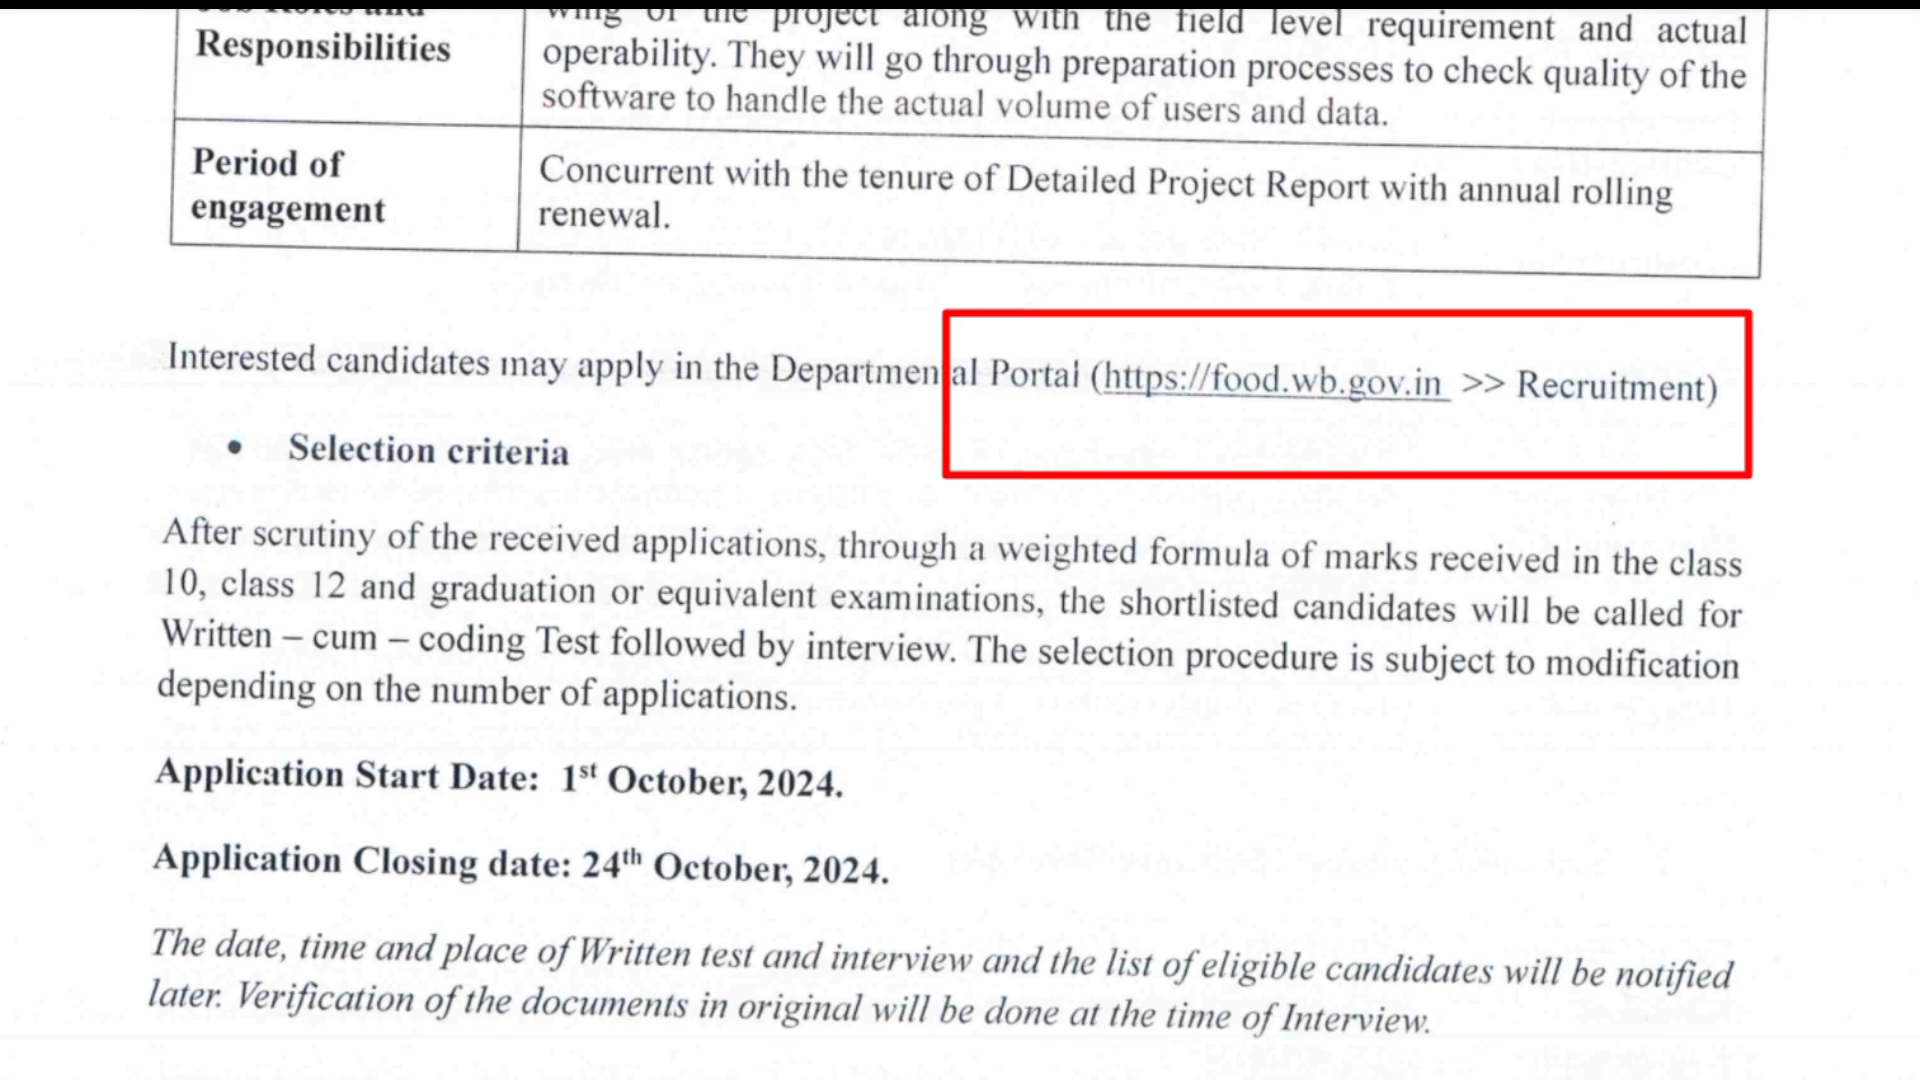 Job Roles and
Responsibilities
wing of the project along with the field level requirement and actual
operability. They will go through preparation processes to check quality of the
software to handle the actual volume of users and data.
Period of
engagement
Concurrent with the tenure of Detailed Project Report with annual rolling
renewal.
Interested candidates may apply in the Departmental Portal (https://food.wb.gov.in >> Recruitment)
• Selection criteria
After scrutiny of the received applications, through a weighted formula of marks received in the class
10, class 12 and graduation or equivalent examinations, the shortlisted candidates will be called for
Written – cum – coding Test followed by interview. The selection procedure is subject to modification
depending on the number of applications.
Application Start Date: 1st October, 2024.
Application Closing date: 24th October, 2024.
The date, time and place of Written test and interview and the list of eligible candidates will be notified
later. Verification of the documents in original will be done at the time of Interview.